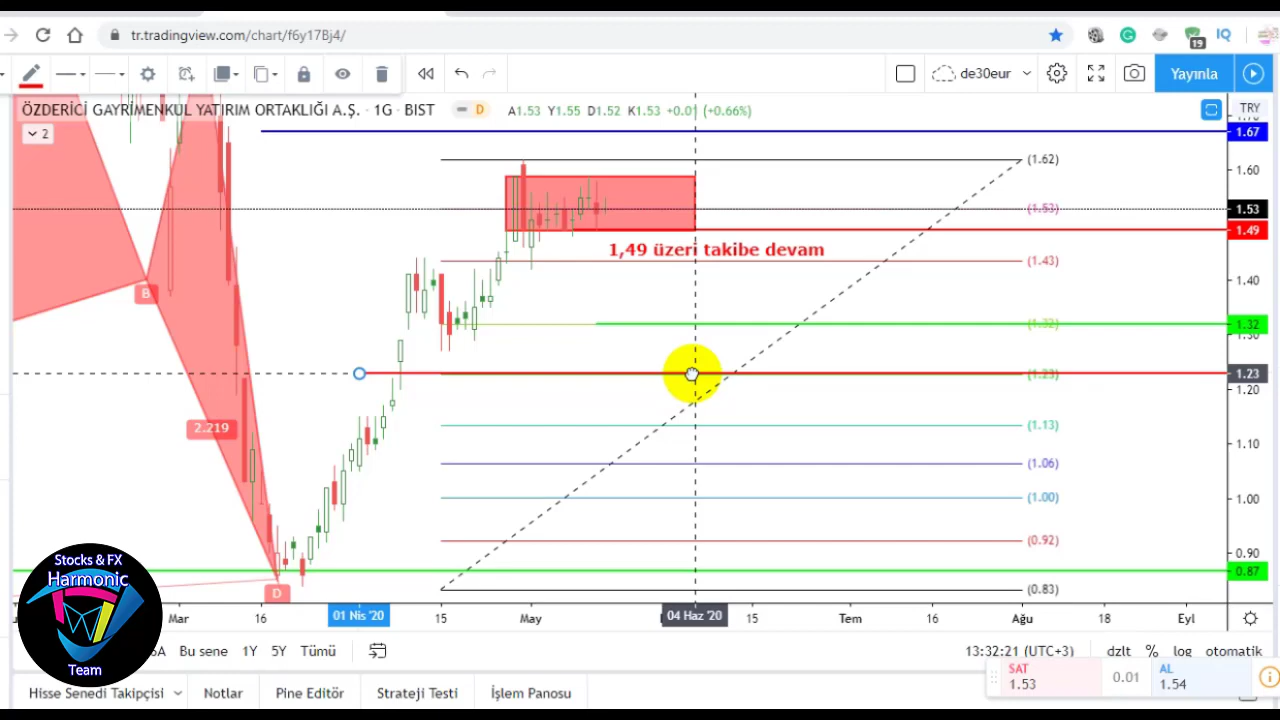 tr.tradingview.com/chart/f6y17Bj4/
19
IQ
de30eur
Yayınla
ÖZDERİCİ GAYRİMENKUL YATIRIM ORTAKLIĞI A.Ş. · 1G · BIST
D
A1.53 Y1.55 D1.52 K1.53 +0.01 (+0.66%)
TRY
2
1.67
(1.62)
1.60
(1.53)
1.53
1.49
1,49 üzeri takibe devam
(1.43)
1.40
B
(1.32)
1.32
1.30
(1.23)
1.23
1.20
2.219
(1.13)
1.10
(1.06)
(1.00)
1.00
(0.92)
0.90
0.87
D
(0.83)
Stocks & FX
Harmonic
Team
Mar
16
01 Nis '20
15
May
04 Haz '20
15
Tem
16
Ağu
18
Eyl
Bu sene
1Y
5Y
Tümü
13:32:21 (UTC+3)
dzlt
%
log
otomatik
SAT
1.53
0.01
AL
1.54
Hisse Senedi Takipçisi
Notlar
Pine Editör
Strateji Testi
İşlem Panosu